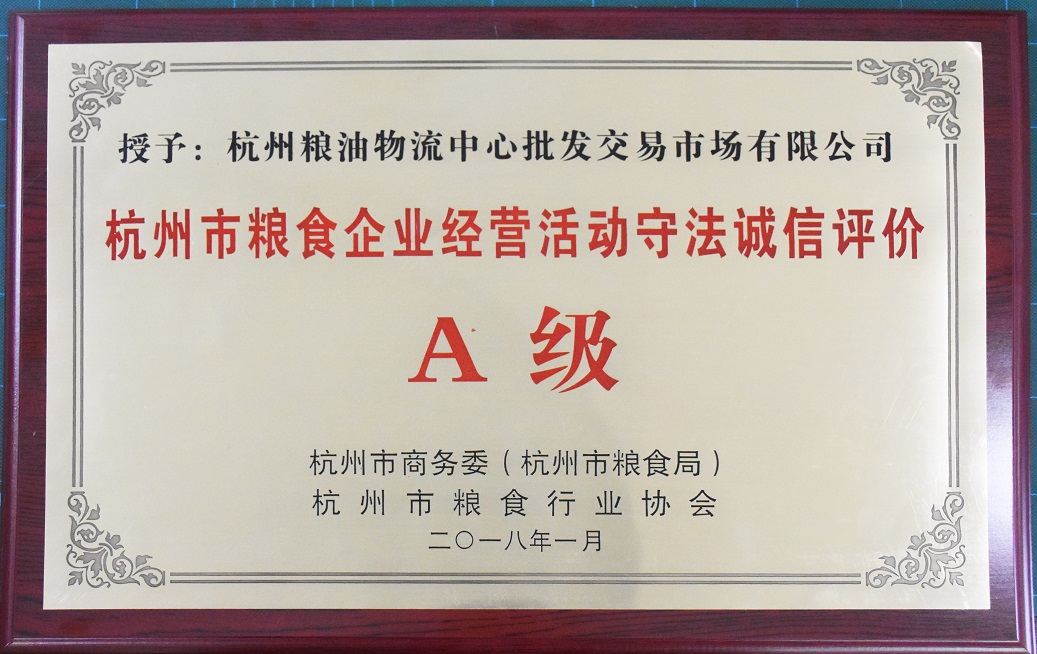 授予：杭州粮油物流中心批发交易市场有限公司
杭州市粮食企业经营活动守法诚信评价
A 级
杭州市商务委（杭州市粮食局）
杭州市粮食行业协会
二〇一八年一月